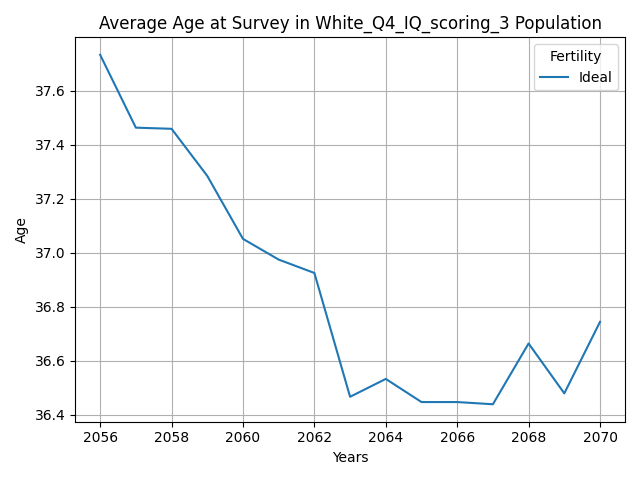 Average Age at Survey in White_Q4_IQ_scoring_3 Population
Fertility
Ideal
37.6
37.4
37.2
37.0
36.8
36.6
36.4
Age
2056 2058 2060 2062 2064 2066 2068 2070
Years